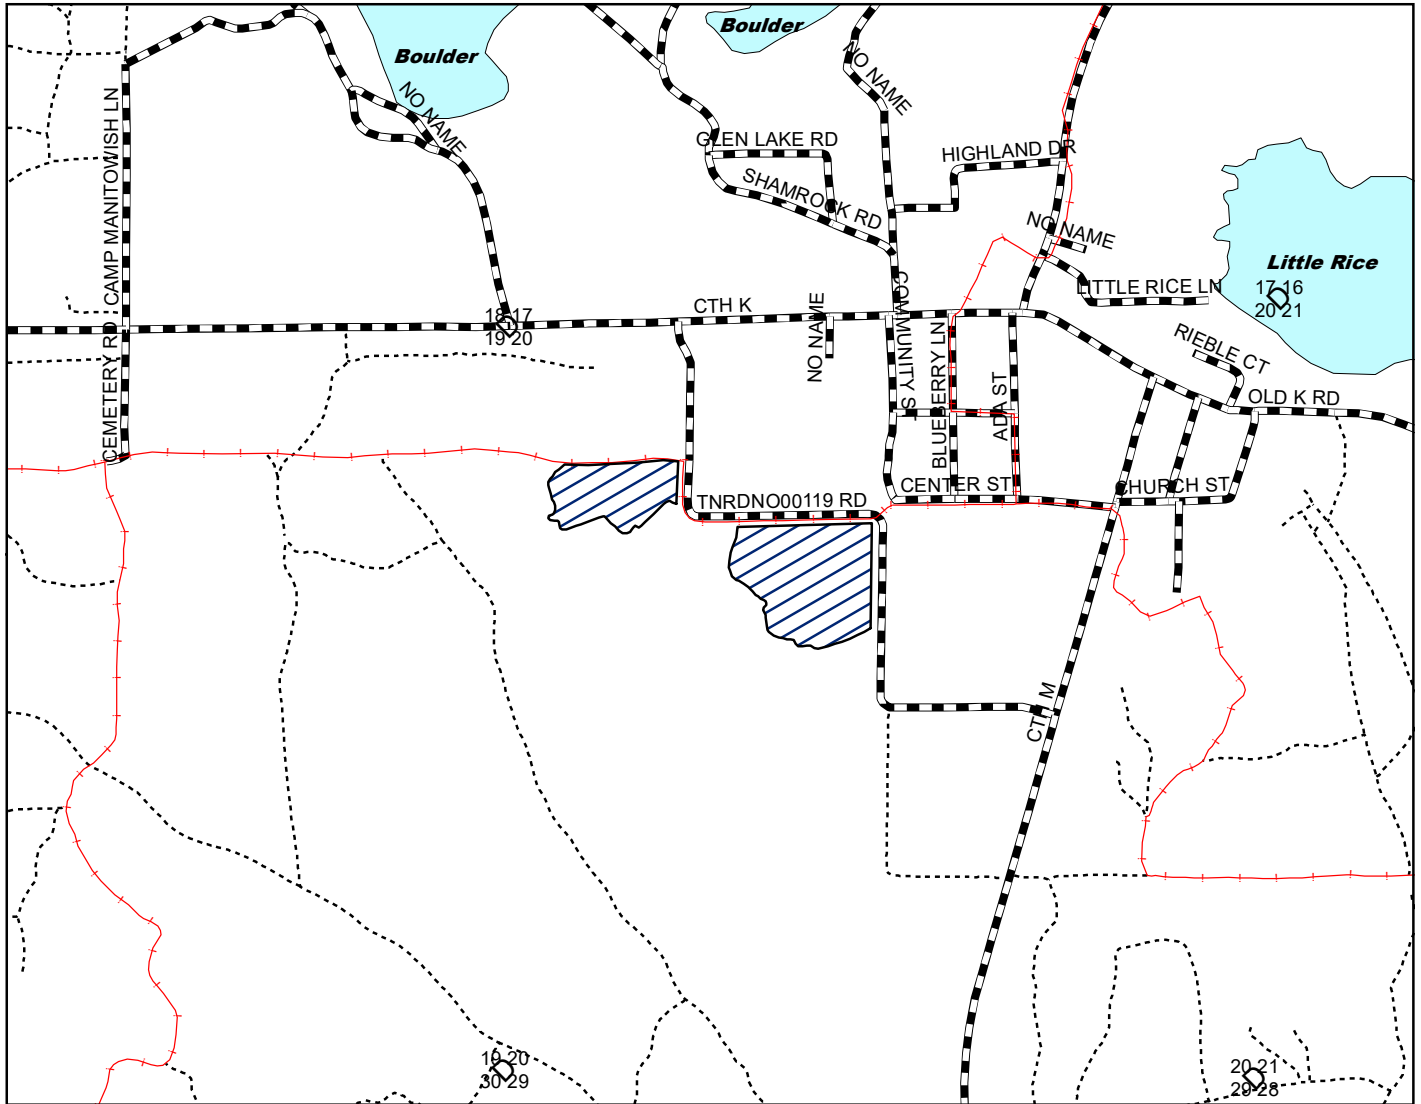 Boulder
Boulder
NO NAME
NO NAME
CAMP MANITOWISH LN
GLEN LAKE RD
HIGHLAND DR
SHAMROCK RD
NO NAME
Little Rice
LITTLE RICE LN
17 16
20 21
18 17
19 20
CTH K
NO NAME
COMMUNITY ST
BLUEBERRY LN
ADA ST
RIEBLE CT
OLD K RD
CEMETERY RD
CENTER ST
CHURCH ST
TNRDNO00119 RD
CTH M
19 20
30 29
20 21
29 28